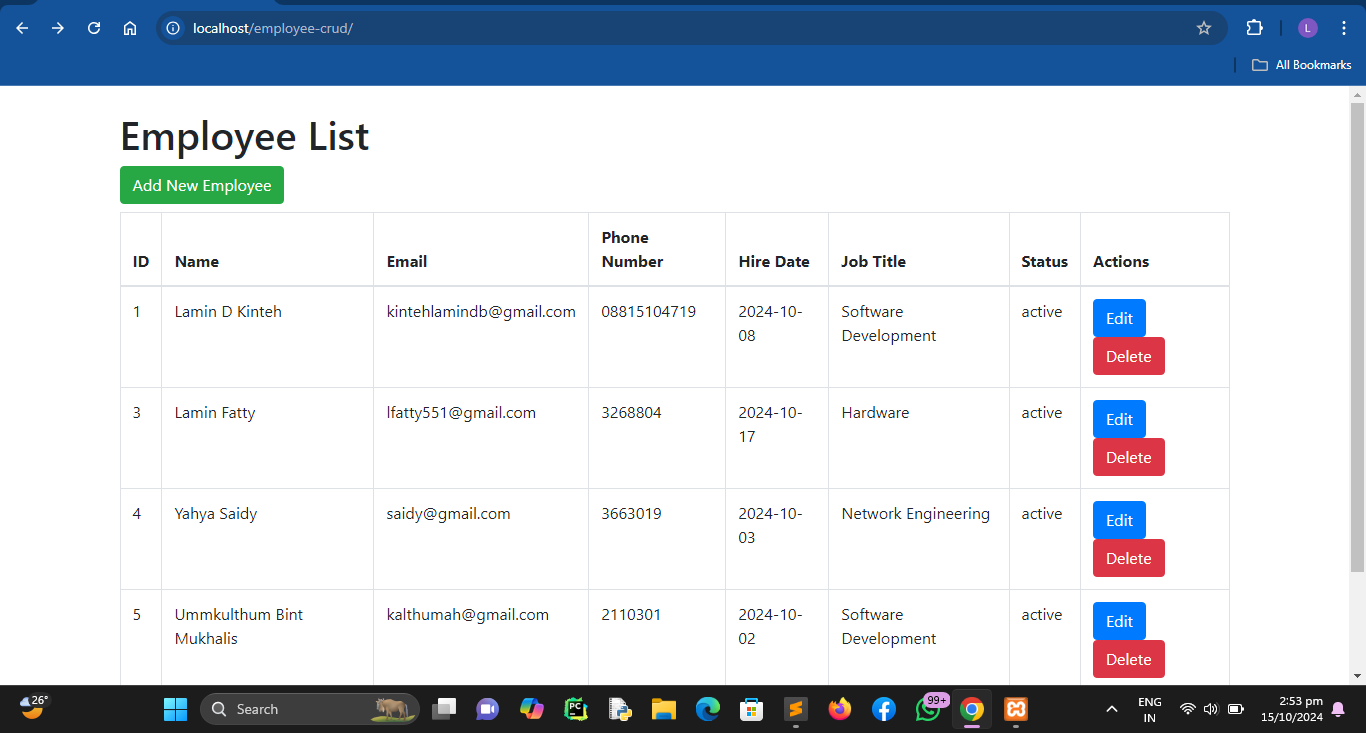 localhost/employee-crud/
L
All Bookmarks
Employee List
Add New Employee
ID Name Email Phone Number Hire Date Job Title Status Actions
1 Lamin D Kinteh kintehlamindb@gmail.com 08815104719 2024-10- Software active Edit
08 Development
Delete
3 Lamin Fatty lfatty551@gmail.com 3268804 2024-10- Hardware active Edit
17
Delete
4 Yahya Saidy saidy@gmail.com 3663019 2024-10- Network Engineering active Edit
03
Delete
5 Ummkulthum Bint kalthumah@gmail.com 2110301 2024-10- Software active Edit
Mukhalis 02 Development
Delete
26°
Search
PC
99+
ENG
IN
2:53 pm
15/10/2024